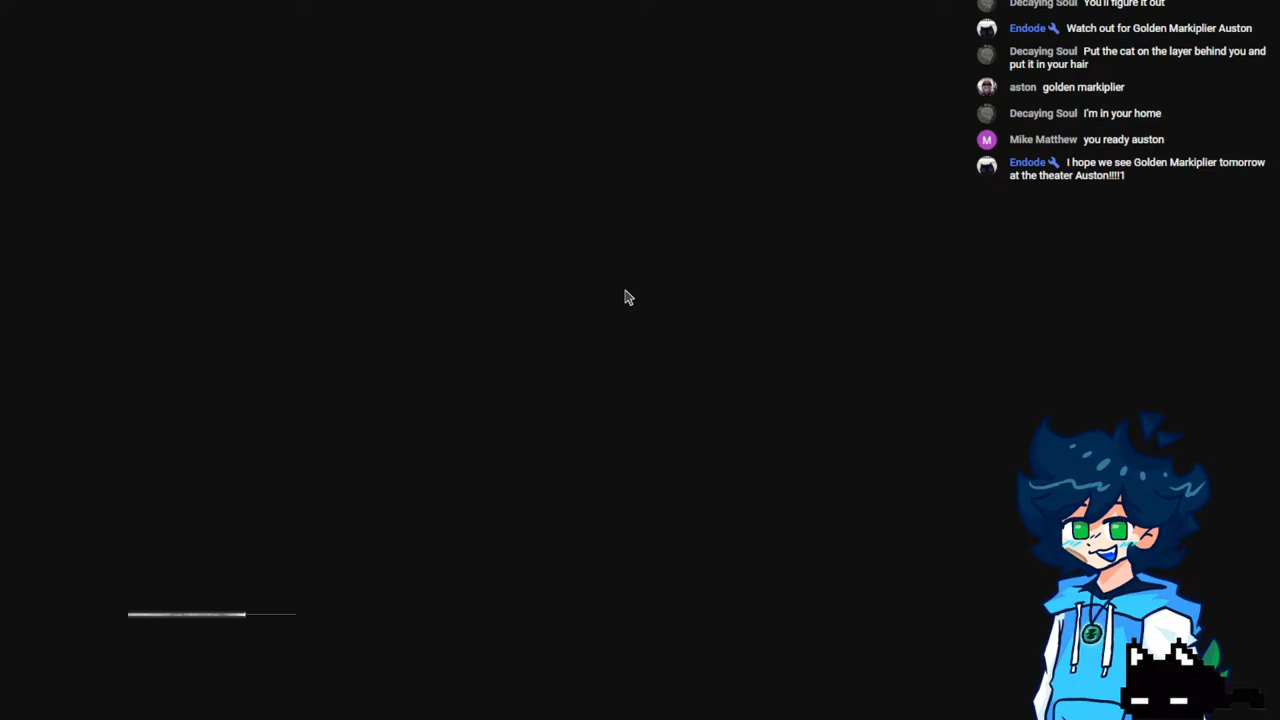 Decaying Soul You'll figure it out
Endode Watch out for Golden Markiplier Auston
Decaying Soul Put the cat on the layer behind you and
put it in your hair
aston golden markiplier
Decaying Soul I'm in your home
M Mike Matthew you ready auston
Endode I hope we see Golden Markiplier tomorrow
at the theater Auston!!!!1